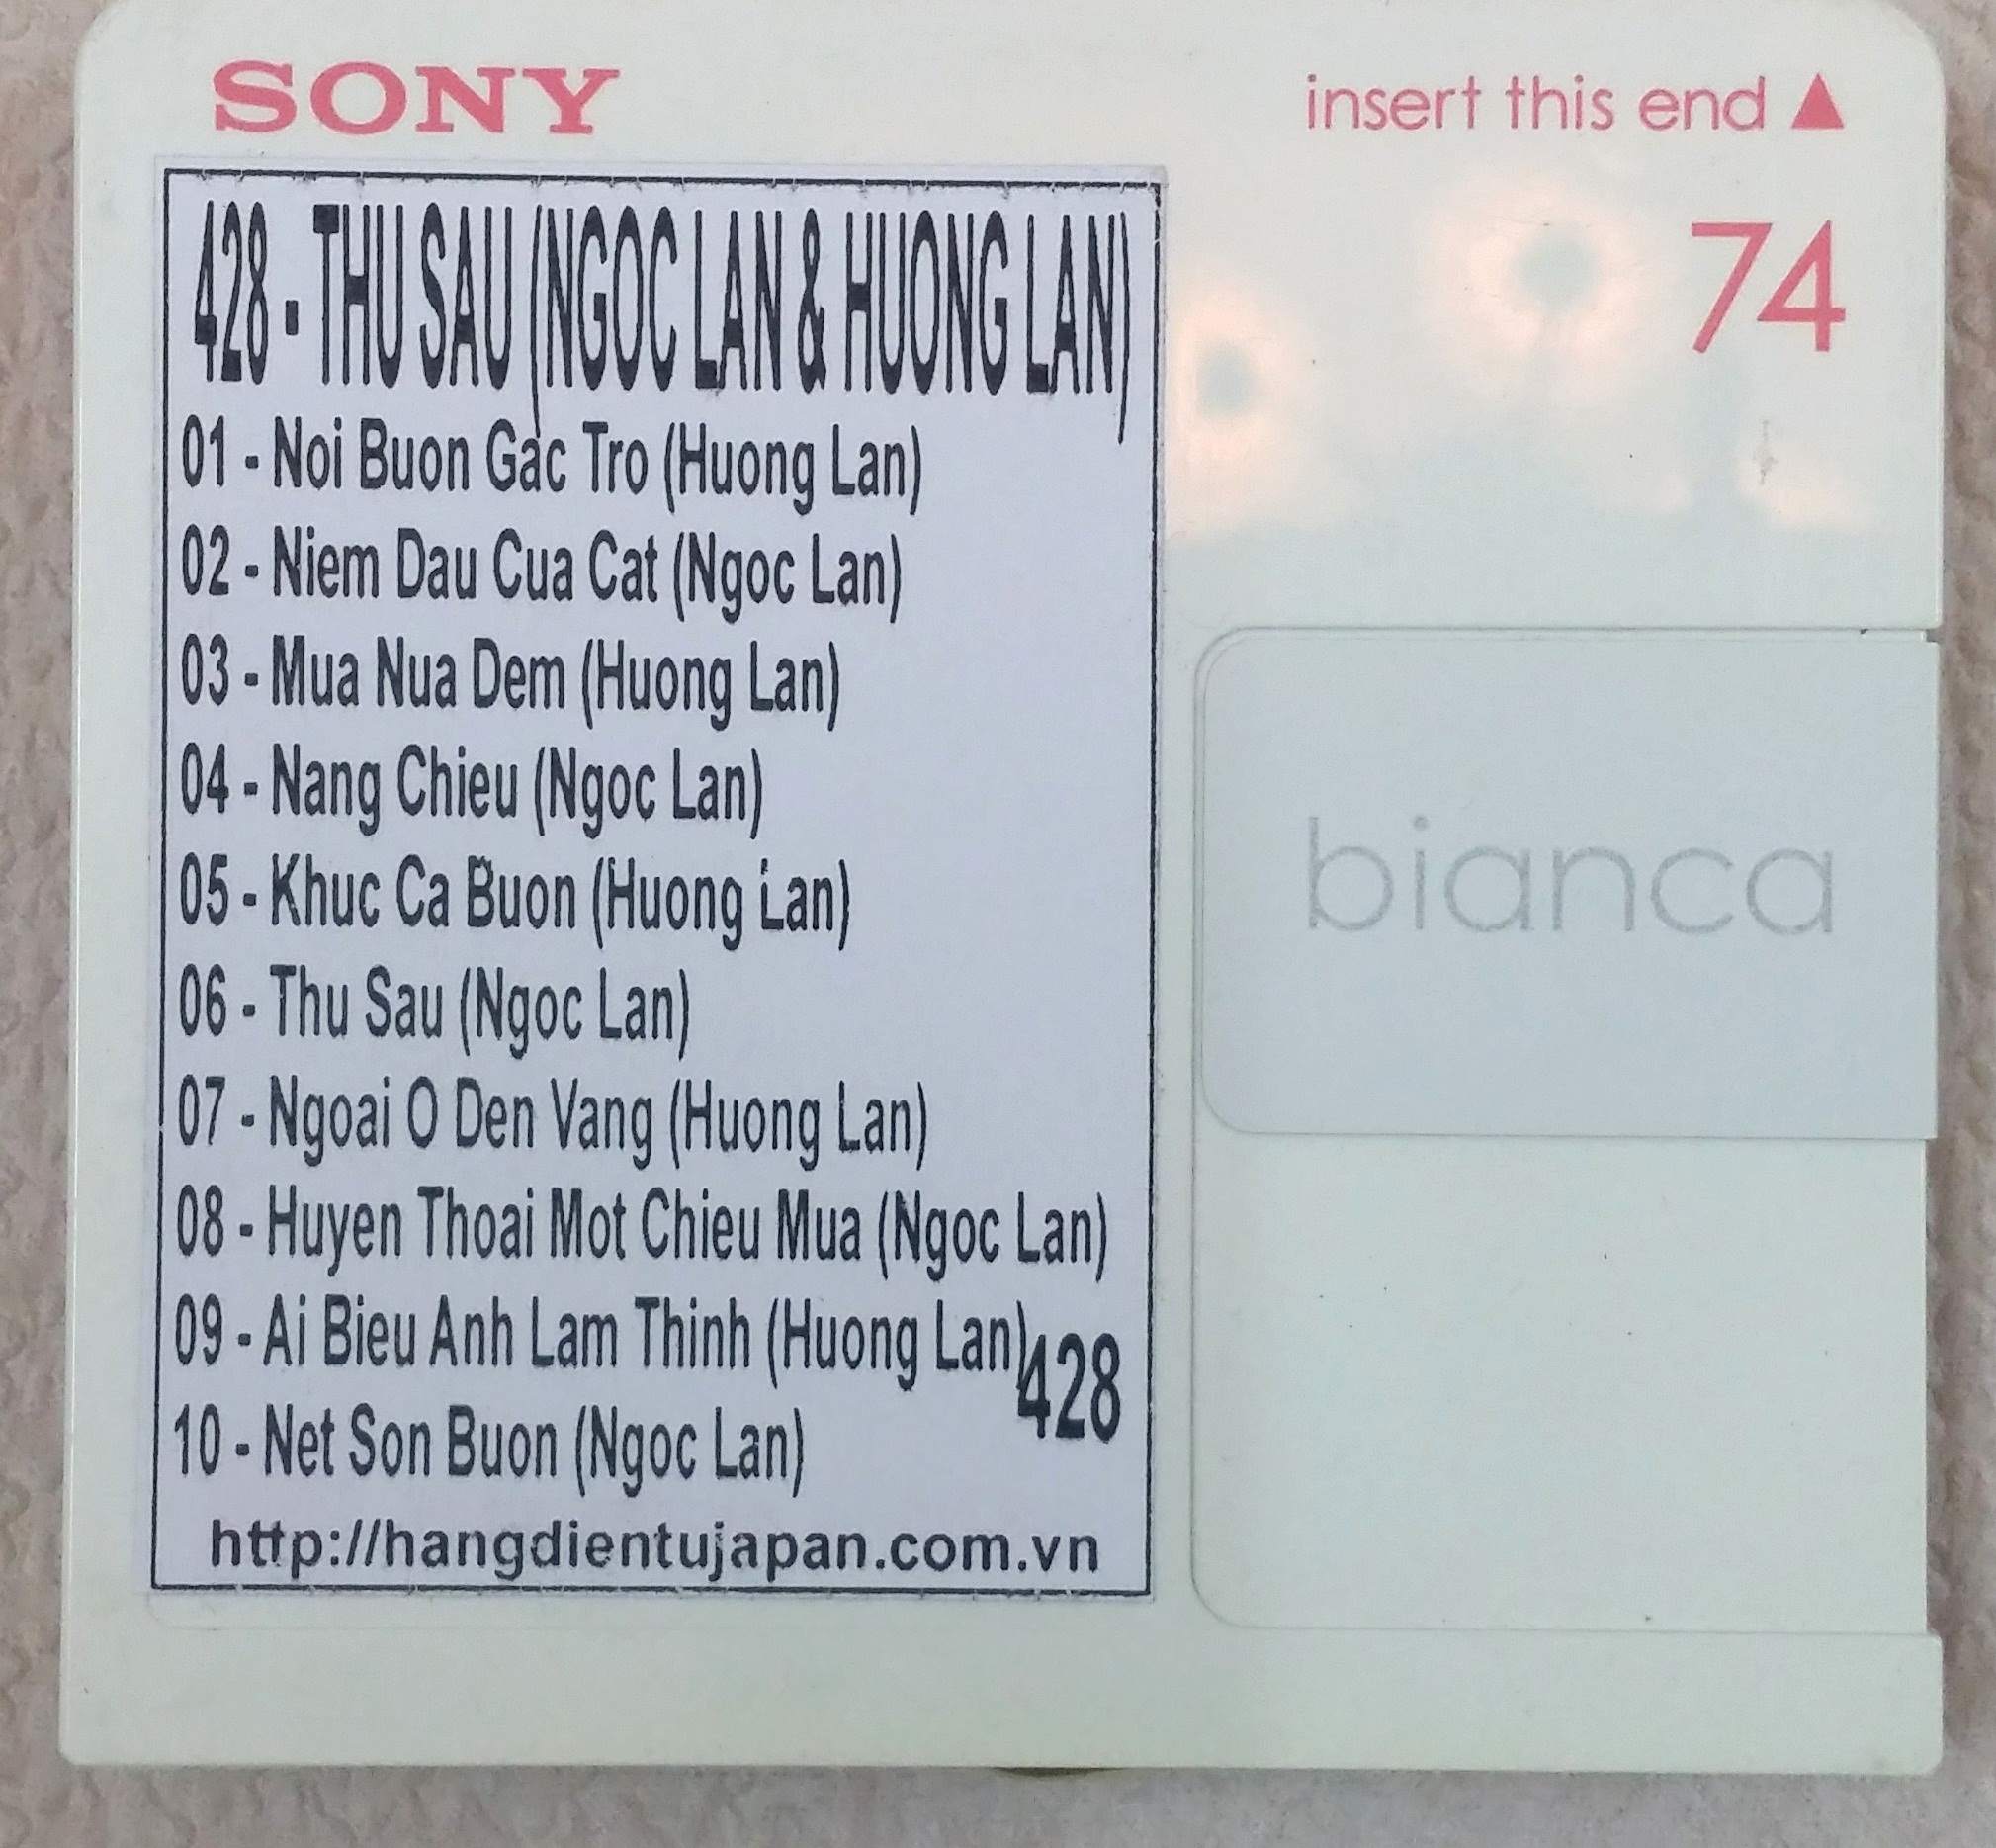 SONY
insert this end ▲
74
428 - THU SAU (NGOC LAN & HUONG LAN)
01 - Noi Buon Gac Tro (Huong Lan)
02 - Niem Dau Cua Cat (Ngoc Lan)
03 - Mua Nua Dem (Huong Lan)
04 - Nang Chieu (Ngoc Lan)
05 - Khuc Ca Buon (Huong Lan)
06 - Thu Sau (Ngoc Lan)
07 - Ngoai O Den Vang (Huong Lan)
08 - Huyen Thoai Mot Chieu Mua (Ngoc Lan)
09 - Ai Bieu Anh Lam Thinh (Huong Lan)
428
10 - Net Son Buon (Ngoc Lan)
http://hangdientujapan.com.vn
bianca